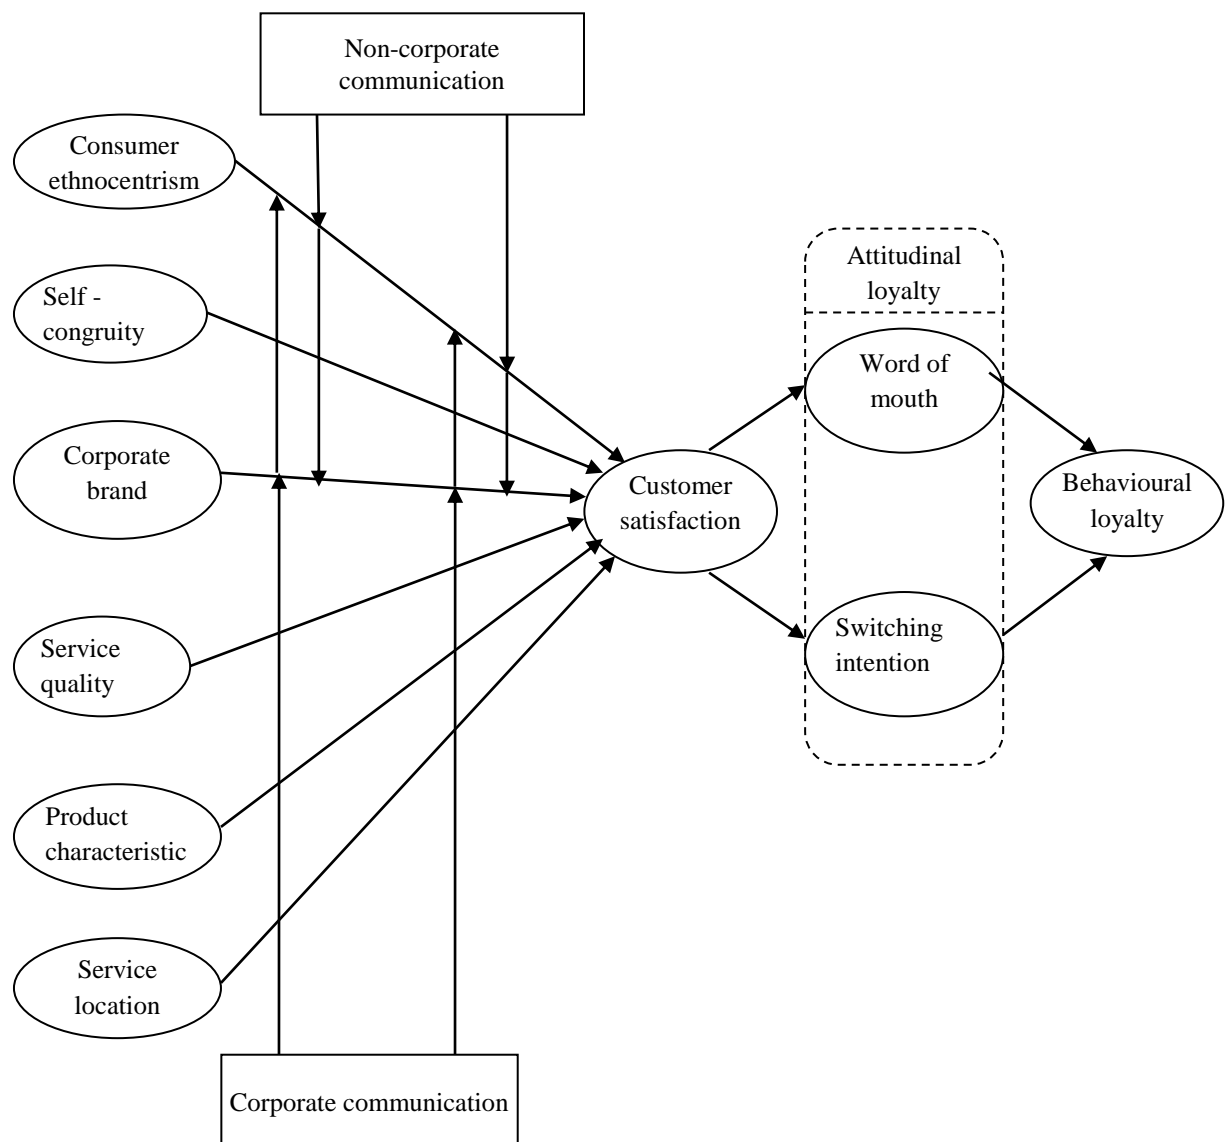 Non-corporate
communication
Consumer
ethnocentrism
Self -
congruity
Corporate
brand
Service
quality
Product
characteristic
Service
location
Corporate communication
Customer
satisfaction
Attitudinal
loyalty
Word of
mouth
Switching
intention
Behavioural
loyalty